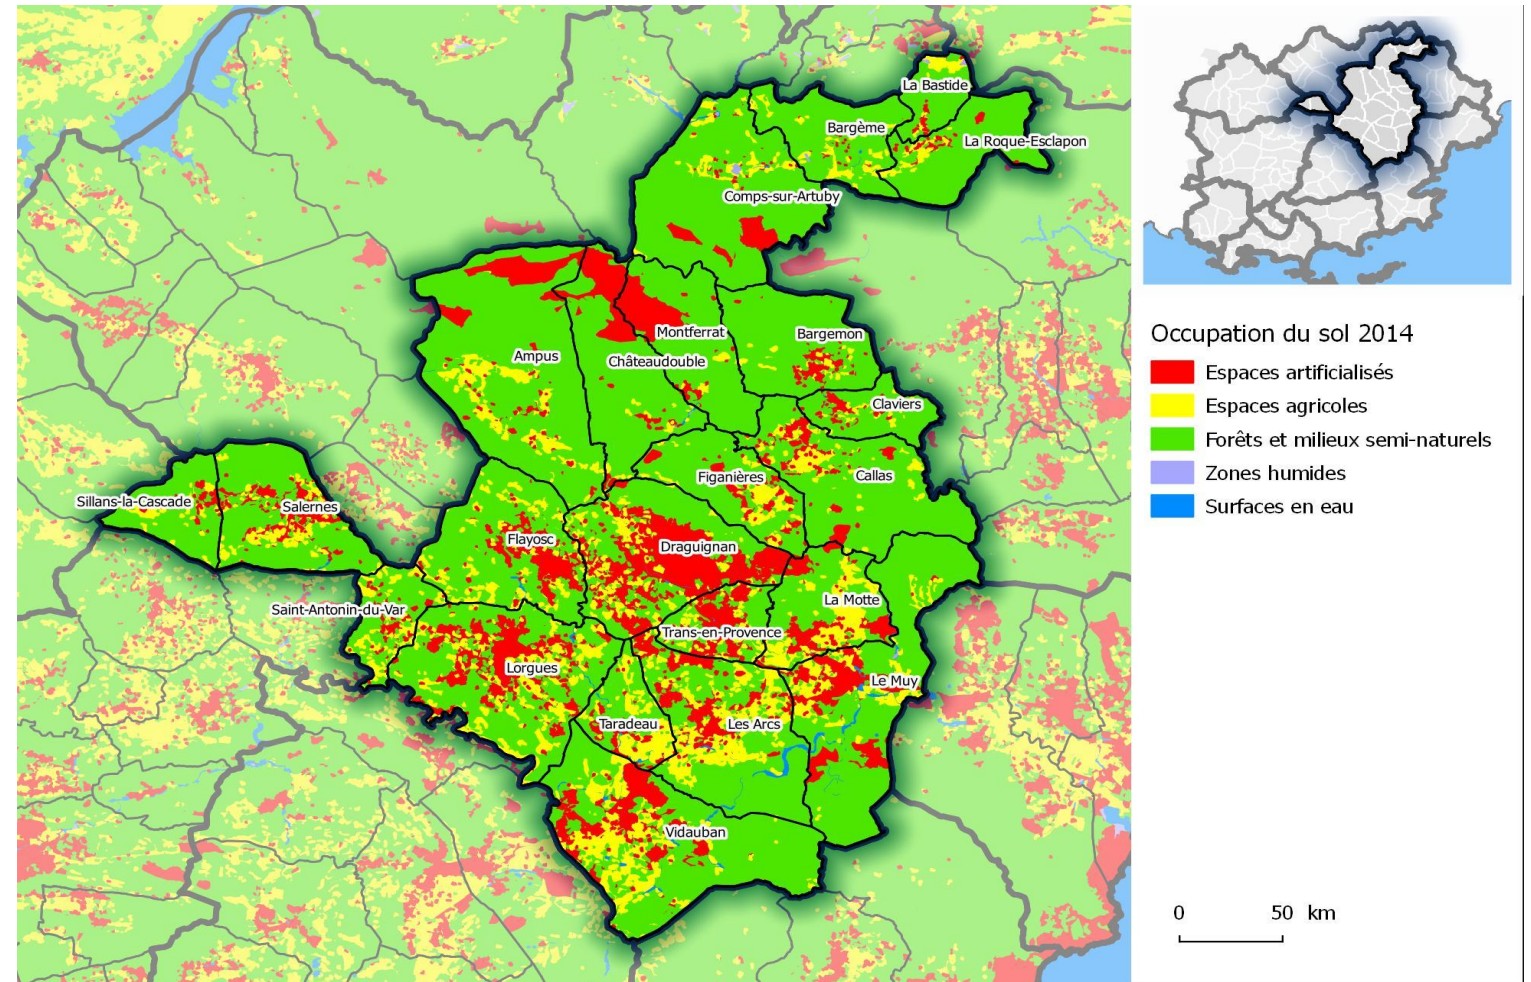 La Bastide
Bargème
La Roque-Esclapon
Comps-sur-Artuby
Montferrat
Bargemon
Ampus
Châteaudouble
Claviers
Figanières
Callas
Sillans-la-Cascade
Salernes
Flayosc
Draguignan
La Motte
Saint-Antonin-du-Var
Trans-en-Provence
Lorgues
Le Muy
Taradeau
Les Arcs
Vidauban
Occupation du sol 2014
Espaces artificialisés
Espaces agricoles
Forêts et milieux semi-naturels
Zones humides
Surfaces en eau
0 50 km